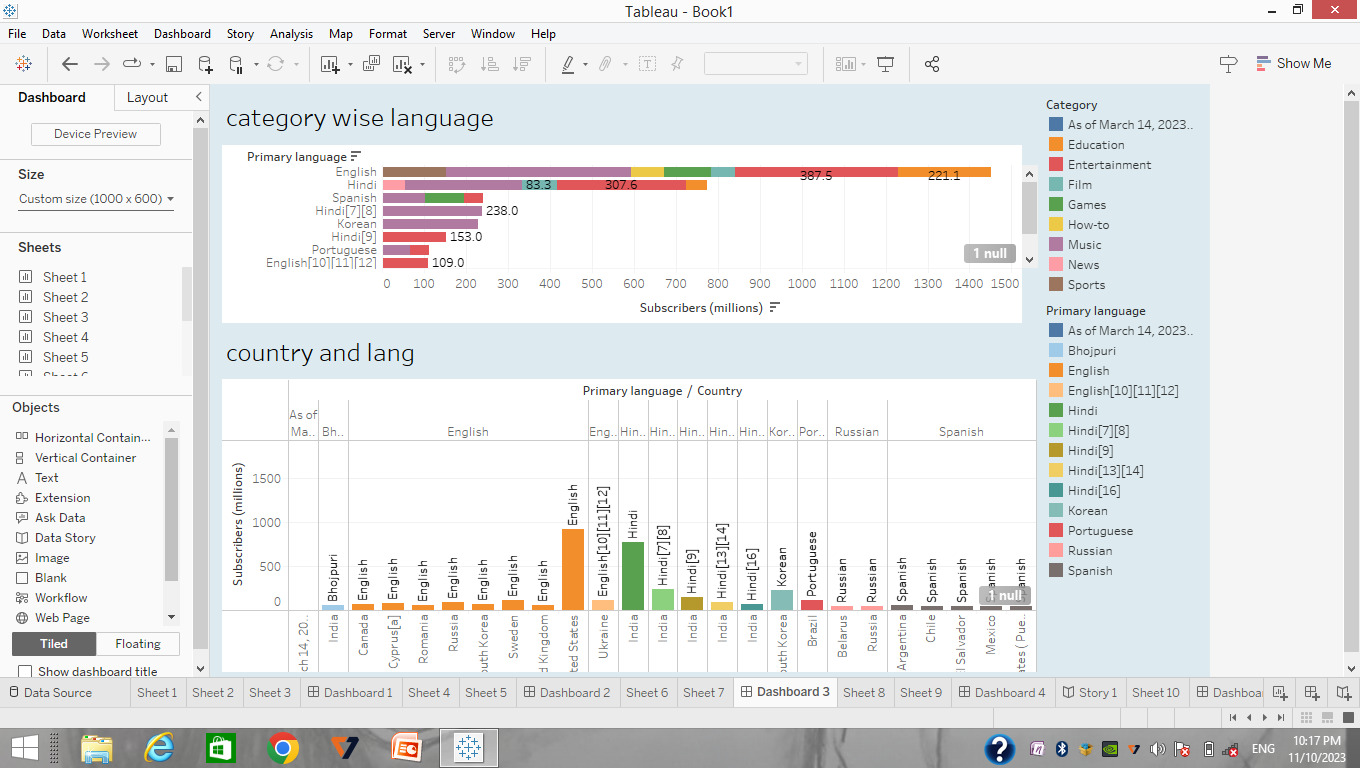 Tableau - Book1
File Data Worksheet Dashboard Story Analysis Map Format Server Window Help
Show Me
Dashboard Layout
Device Preview
Size
Custom size (1000 x 600)
Sheets
Sheet 1
Sheet 2
Sheet 3
Sheet 4
Sheet 5
Objects
Horizontal Contain...
Vertical Container
Text
Extension
Ask Data
Data Story
Image
Blank
Workflow
Web Page
Tiled Floating
Show dashboard title
category wise language
Primary language
English 387.5 221.1
Hindi 83.3 307.6
Spanish
Hindi[7][8] 238.0
Korean
Hindi[9] 153.0
Portuguese
English[10][11][12] 109.0
1 null
0 100 200 300 400 500 600 700 800 900 1000 1100 1200 1300 1400 1500
Subscribers (millions)
country and lang
Primary language / Country
As of
Ma.. Bh.. English Eng.. Hin.. Hin.. Hin.. Hin.. Hin.. Kor.. Por.. Russian Spanish
Subscribers (millions)
1500
1000
500
0
Bhojpuri English English English English English English English English English[10][11][12] Hindi Hindi[7][8] Hindi[9] Hindi[13][14] Hindi[16] Korean Portuguese Russian Russian Spanish Spanish Spanish Spanish Spanish
1 null
rch 14, 20.. India Canada Cyprus[a] Romania Russia outh Korea Sweden d Kingdom ted States Ukraine India India India India India outh Korea Brazil Belarus Russia Argentina Chile l Salvador Mexico ates ( Pue..
Category
As of March 14, 2023..
Education
Entertainment
Film
Games
How-to
Music
News
Sports
Primary language
As of March 14, 2023..
Bhojpuri
English
English[10][11][12]
Hindi
Hindi[7][8]
Hindi[9]
Hindi[13][14]
Hindi[16]
Korean
Portuguese
Russian
Spanish
Data Source Sheet 1 Sheet 2 Sheet 3 Dashboard 1 Sheet 4 Sheet 5 Dashboard 2 Sheet 6 Sheet 7 Dashboard 3 Sheet 8 Sheet 9 Dashboard 4 Story 1 Sheet 10 Dashboa
ENG
10:17 PM
11/10/2023